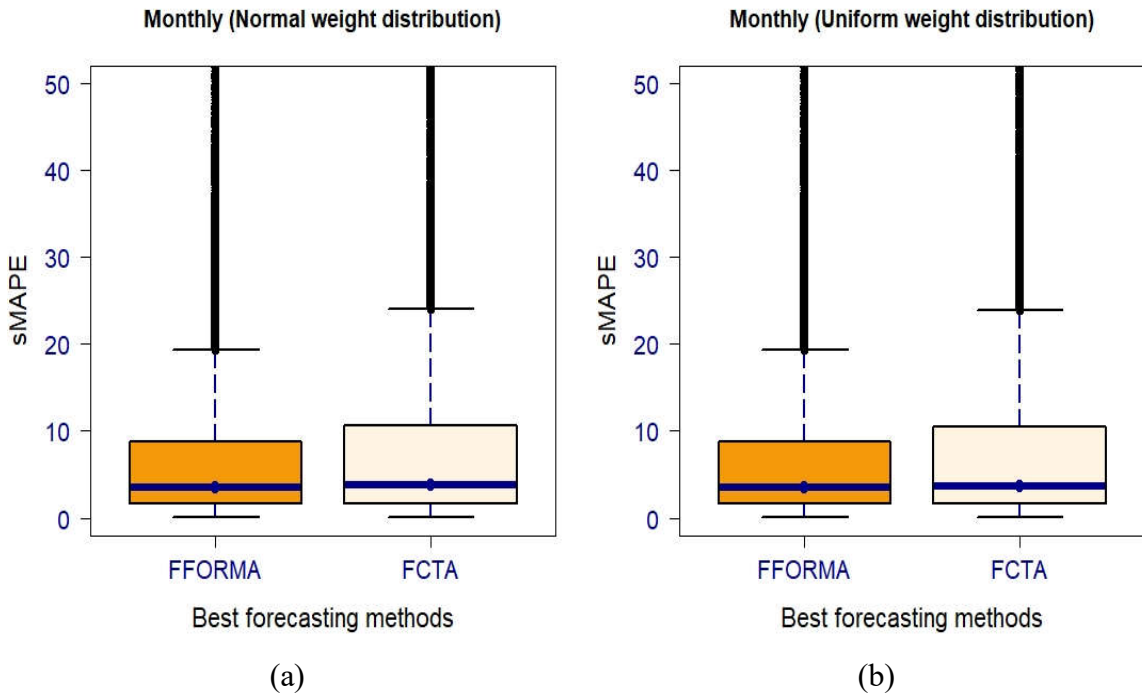 Monthly (Normal weight distribution)
50
40
30
20
10
0
sMAPE
FFORMA FCTA
Best forecasting methods
(a)
Monthly (Uniform weight distribution)
50
40
30
20
10
0
sMAPE
FFORMA FCTA
Best forecasting methods
(b)